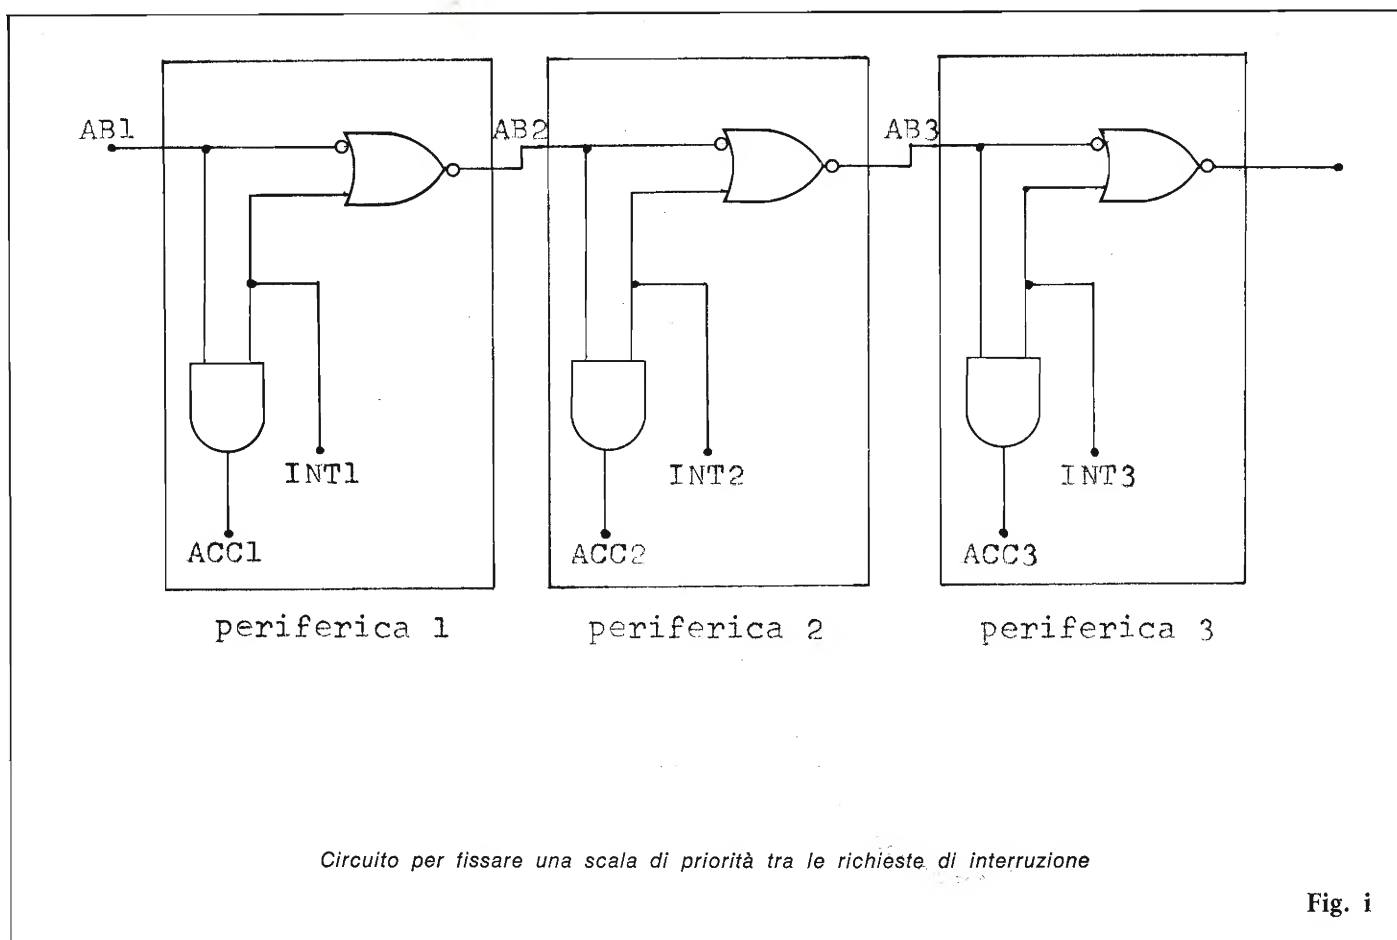 AB1 AB2 AB3
INT1 INT2 INT3
ACC1 ACC2 ACC3
periferica 1 periferica 2 periferica 3
Circuito per fissare una scala di priorità tra le richieste di interruzione
Fig. i